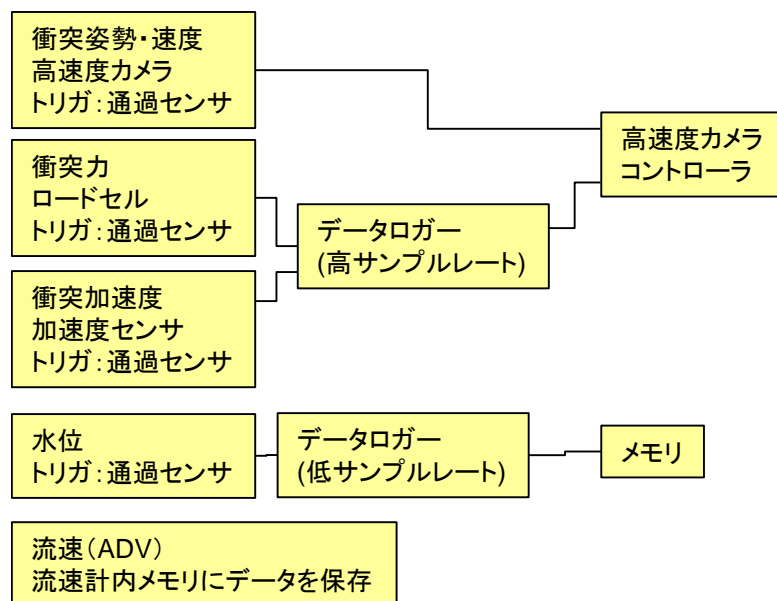 衝突姿勢・速度
高速度カメラ
トリガ：通過センサ
高速度カメラ
コントローラ
衝突力
ロードセル
トリガ：通過センサ
データロガー
(高サンプルレート)
衝突加速度
加速度センサ
トリガ：通過センサ
水位
トリガ：通過センサ
データロガー
(低サンプルレート)
メモリ
流速（ADV）
流速計内メモリにデータを保存